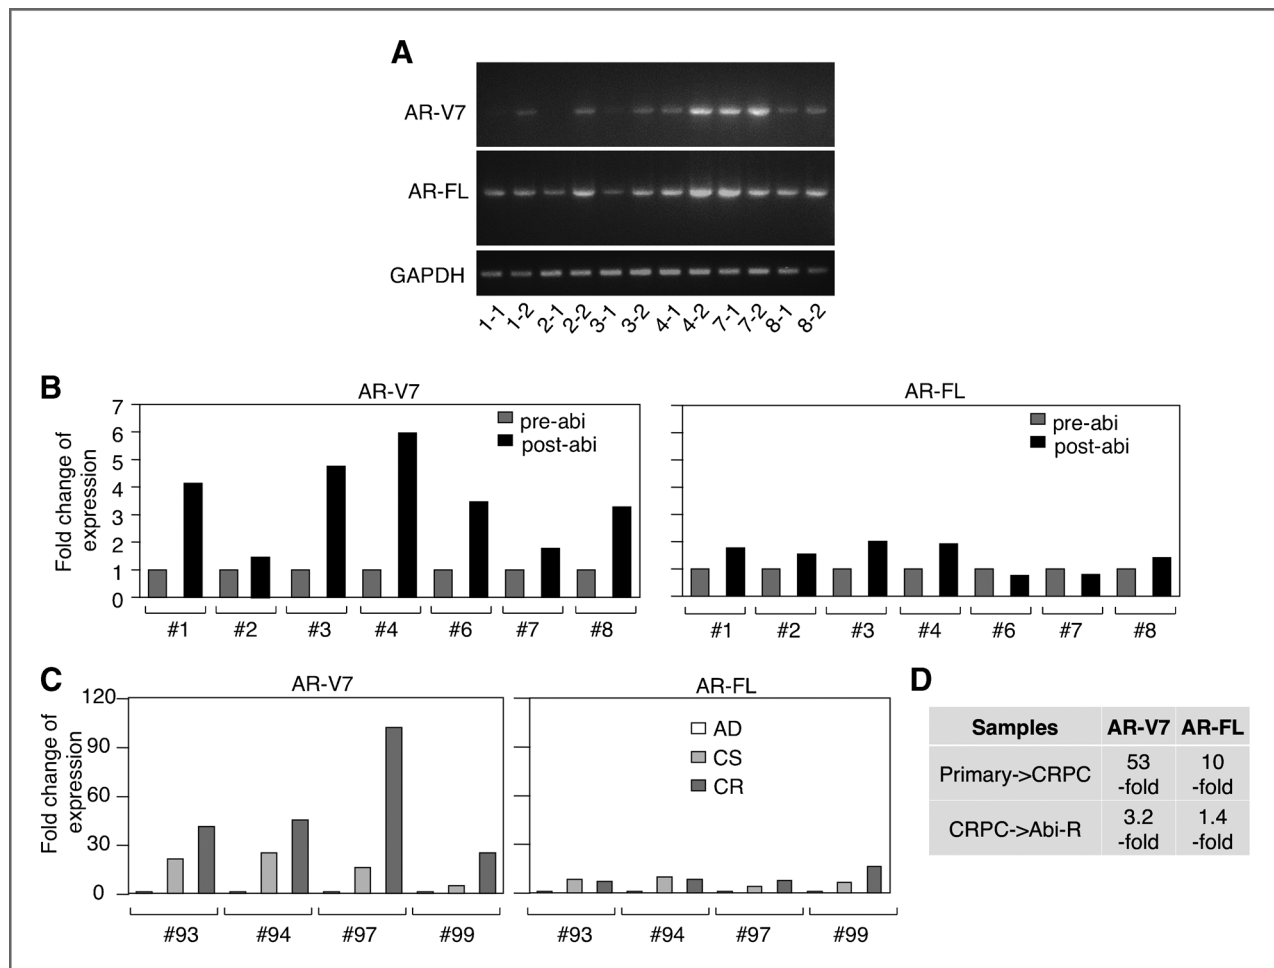 A
AR-V7
AR-FL
GAPDH
1-1 1-2 2-1 2-2 3-1 3-2 4-1 4-2 7-1 7-2 8-1 8-2
B
AR-V7
Fold change of
expression
7
6
5
4
3
2
1
0
pre-abi
post-abi
#1 #2 #3 #4 #6 #7 #8
AR-FL
pre-abi
post-abi
#1 #2 #3 #4 #6 #7 #8
C
AR-V7
Fold change of
expression
120
90
60
30
0
#93 #94 #97 #99
AR-FL
AD
CS
CR
#93 #94 #97 #99
D
Samples AR-V7 AR-FL
Primary->CRPC 53 -fold 10 -fold
CRPC->Abi-R 3.2 -fold 1.4 -fold